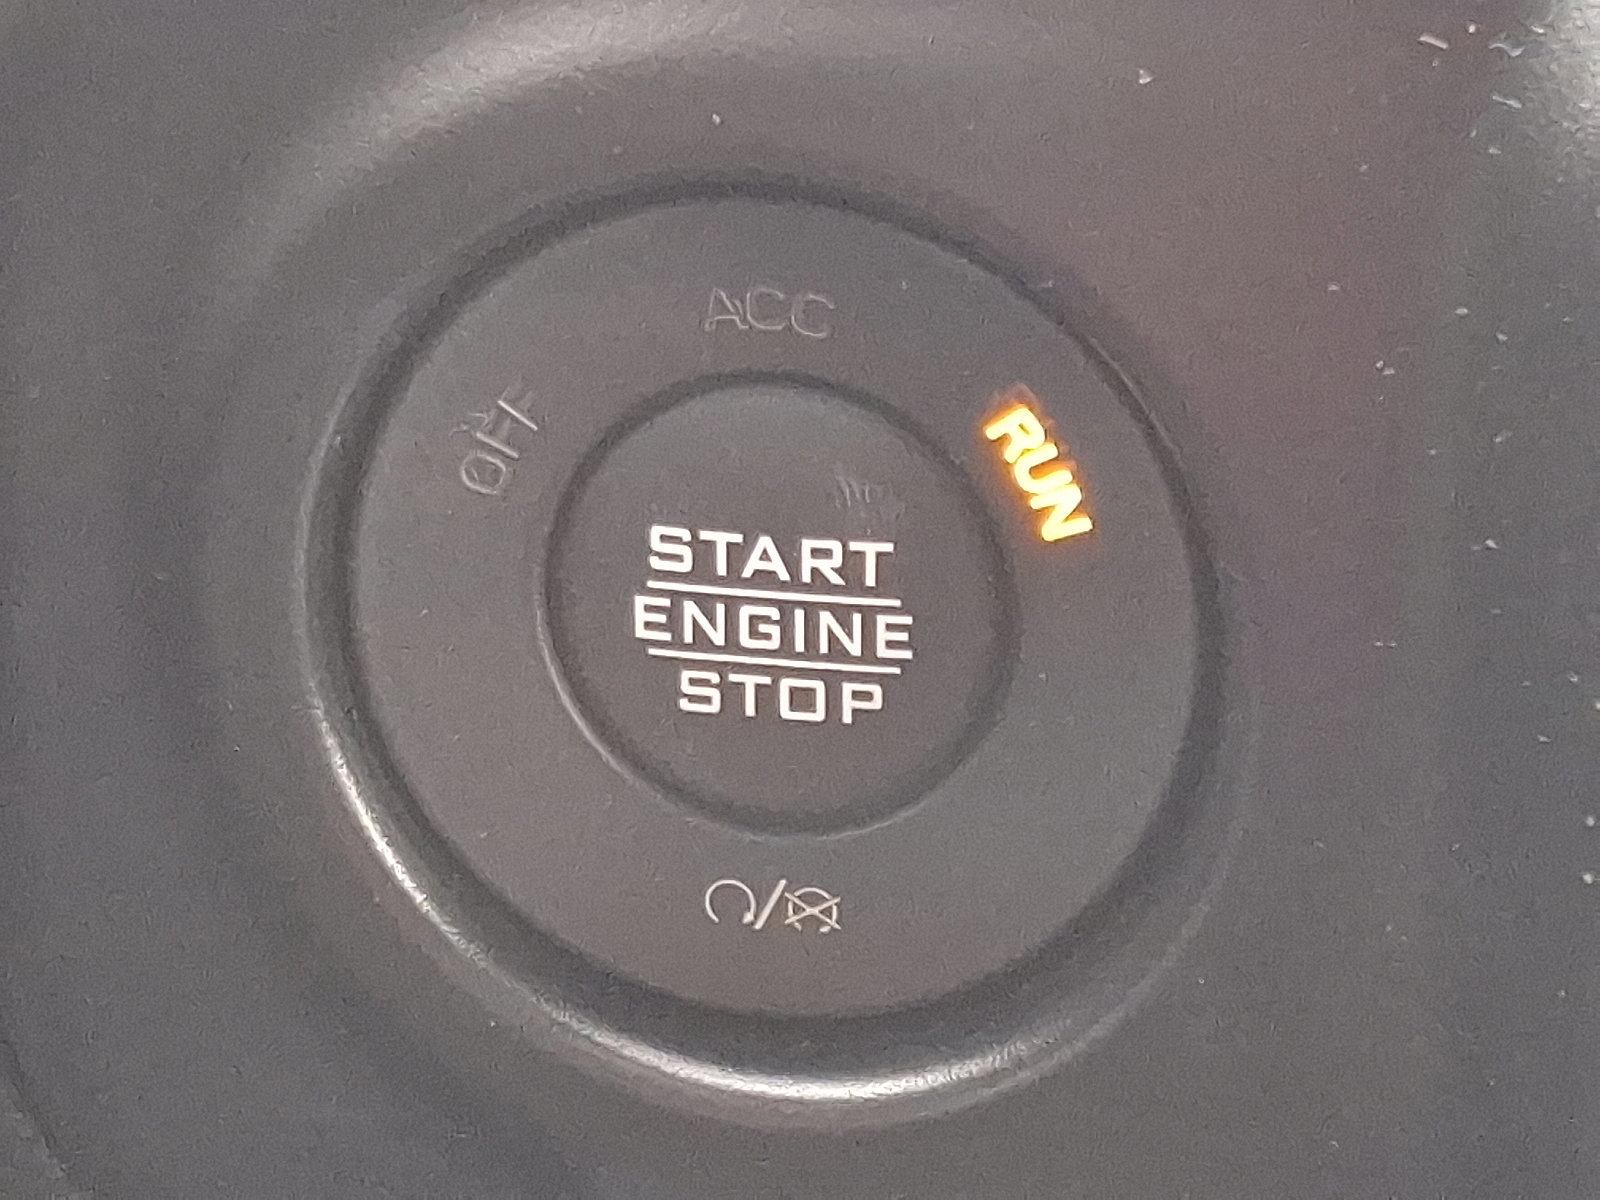 ACC
OFF
RUN
START
ENGINE
STOP